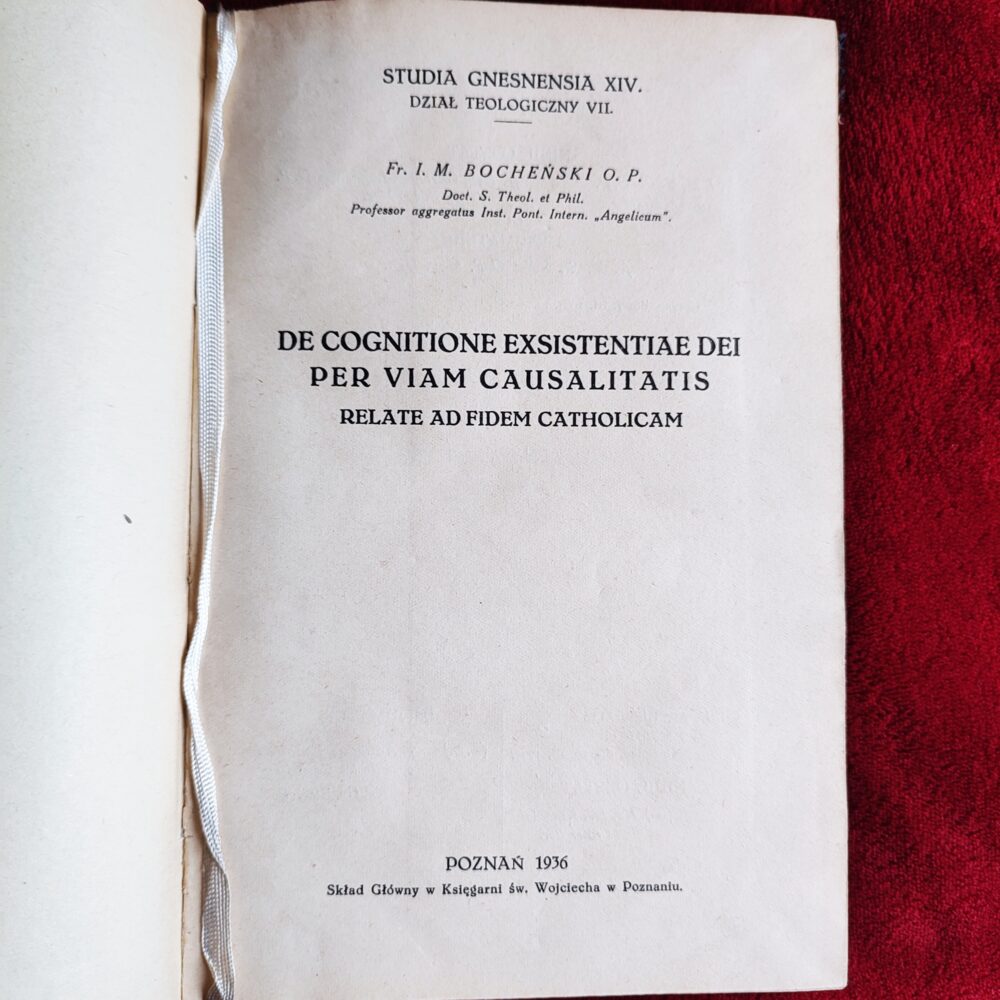 STUDIA GNESNENSIA XIV.
DZIAŁ TEOLOGICZNY VII.
Fr. I. M. BOCHEŃSKI O. P.
Doct. S. Theol. et Phil.
Professor aggregatus Inst. Pont. Intern. „Angelicum".
DE COGNITIONE EXSISTENTIAE DEI
PER VIAM CAUSALITATIS
RELATE AD FIDEM CATHOLICAM
POZNAŃ 1936
Skład Główny w Księgarni św. Wojciecha w Poznaniu.